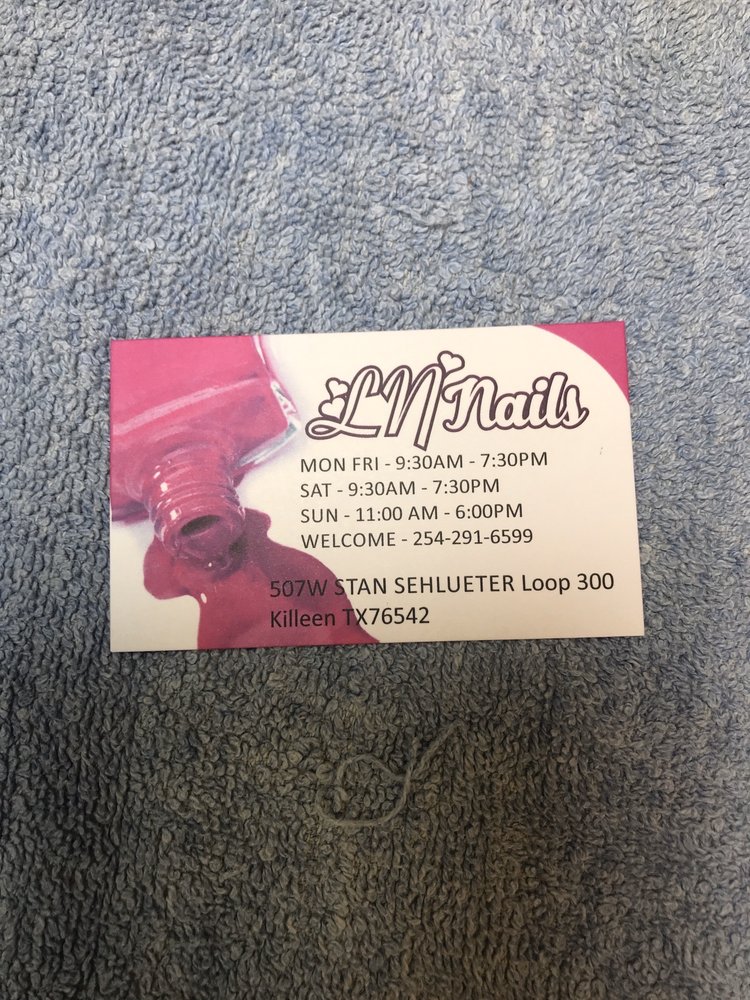 LN Nails
MON FRI - 9:30AM - 7:30PM
SAT - 9:30AM - 7:30PM
SUN - 11:00 AM - 6:00PM
WELCOME - 254-291-6599
507W STAN SEHLUETER Loop 300
Killeen TX76542